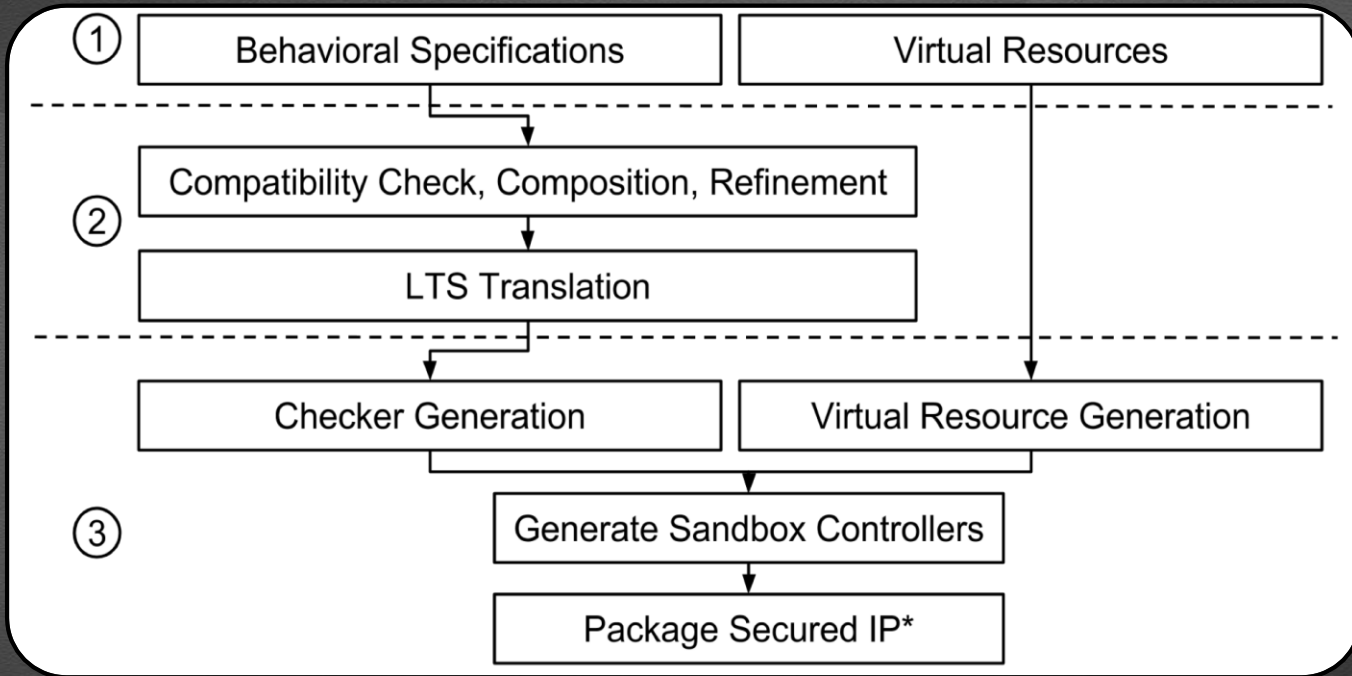 1
Behavioral Specifications
Virtual Resources
2
Compatibility Check, Composition, Refinement
LTS Translation
3
Checker Generation
Virtual Resource Generation
Generate Sandbox Controllers
Package Secured IP*